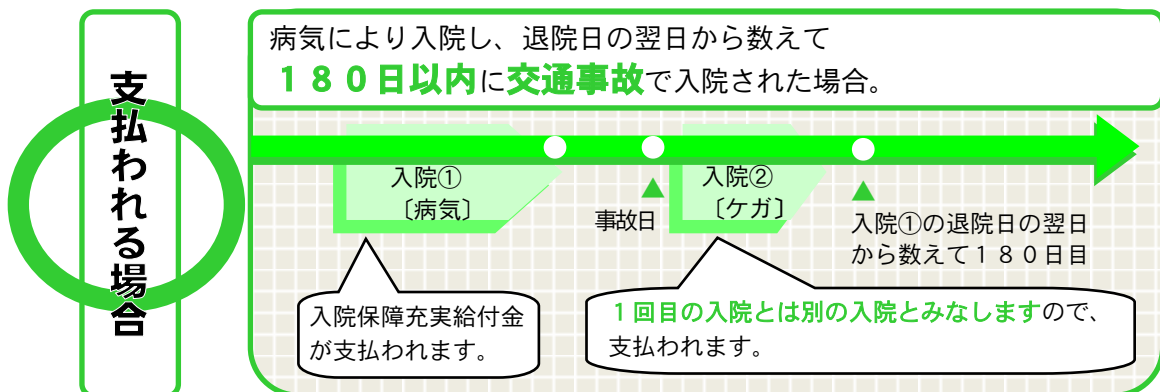 支払われる場合
病気により入院し、退院日の翌日から数えて
１８０日以内に交通事故で入院された場合。
入院①
〔病気〕
事故日
入院②
〔ケガ〕
入院①の退院日の翌日
から数えて１８０日目
入院保障充実給付金
が支払われます。
１回目の入院とは別の入院とみなしますので、
支払われます。